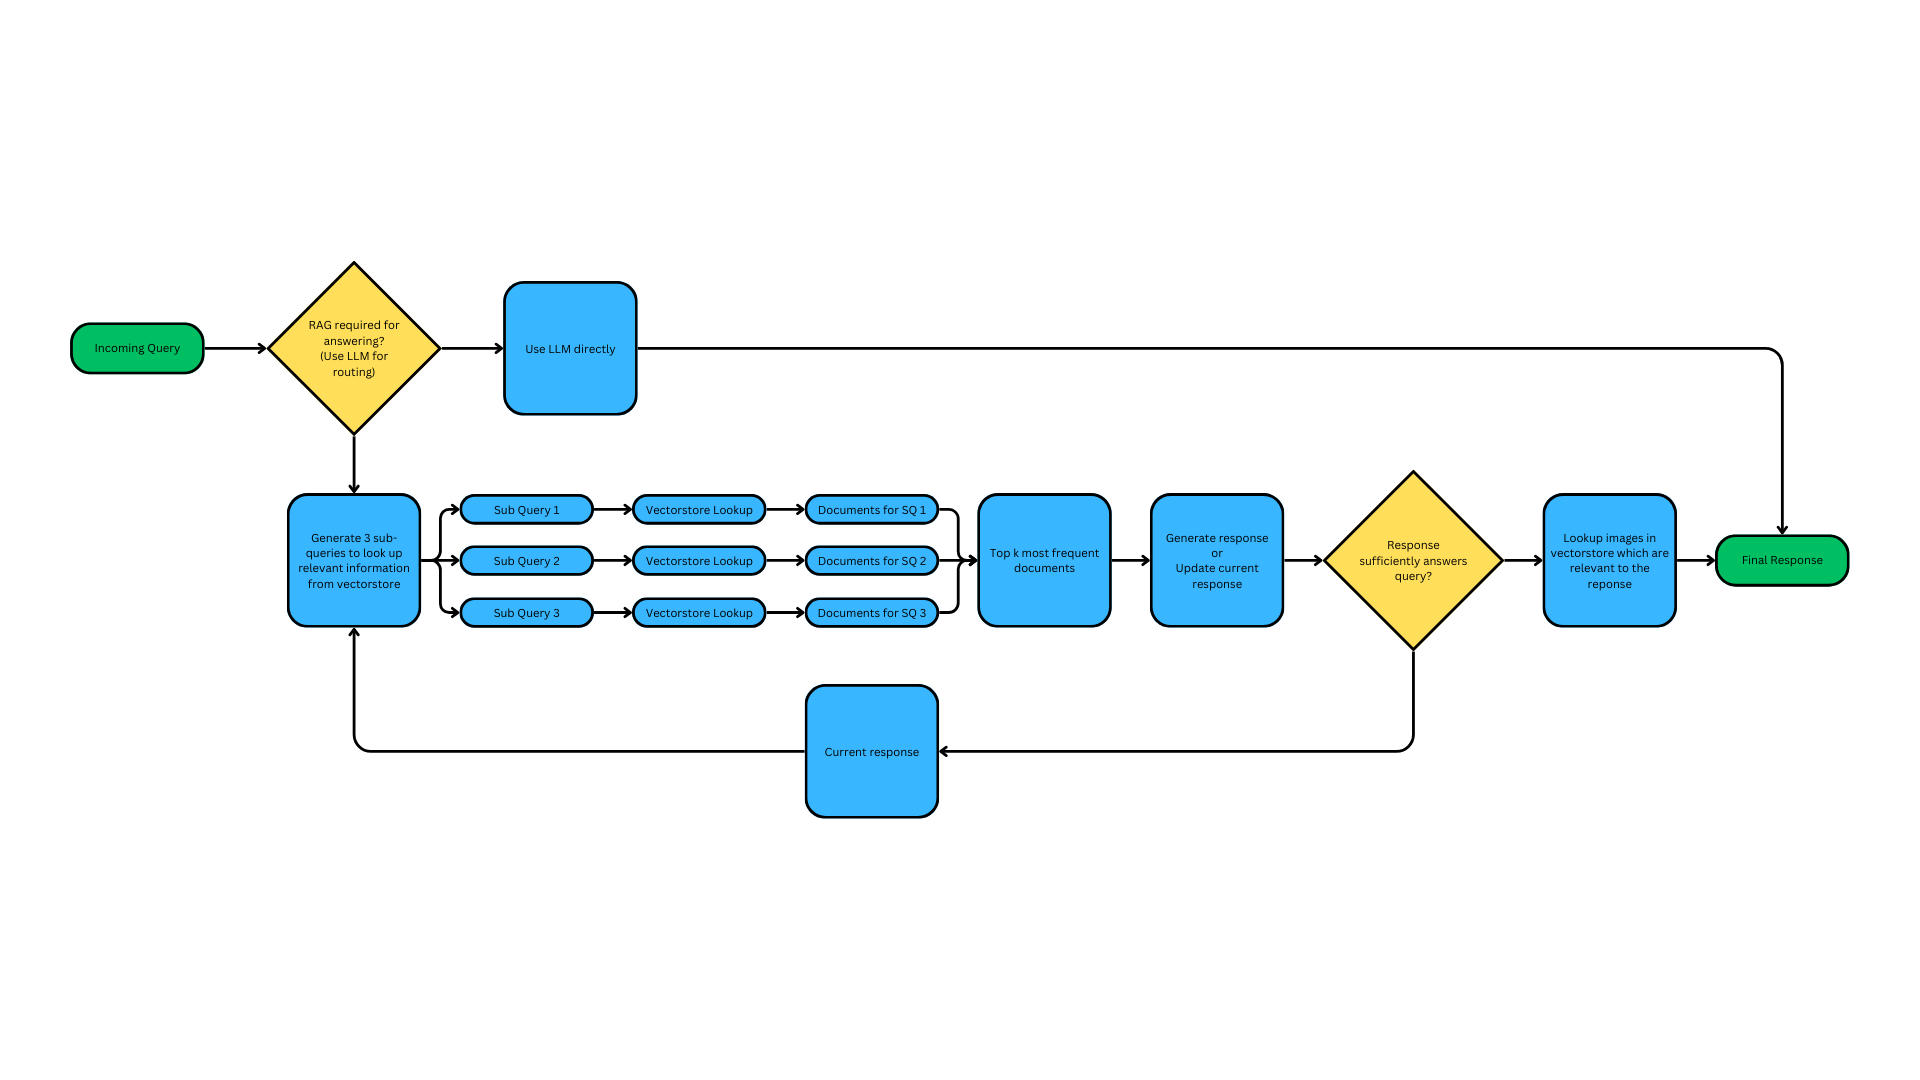 Incoming Query
RAG required for
answering?
(Use LLM for
routing)
Use LLM directly
Generate 3 sub-
queries to look up
relevant information
from vectorstore
Sub Query 1
Vectorstore Lookup
Documents for SQ 1
Sub Query 2
Vectorstore Lookup
Documents for SQ 2
Sub Query 3
Vectorstore Lookup
Documents for SQ 3
Top k most frequent
documents
Generate response
or
Update current
response
Response
sufficiently answers
query?
Lookup images in
vectorstore which are
relevant to the
reponse
Final Response
Current response